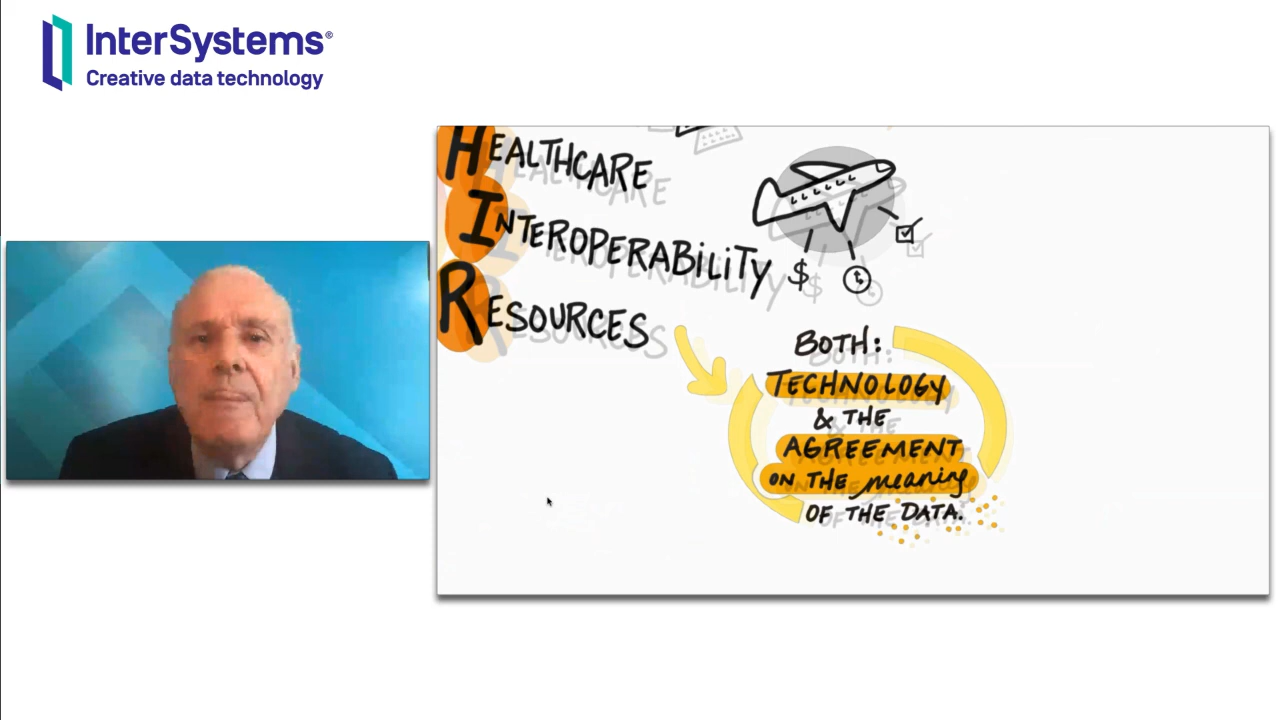 InterSystems®
Creative data technology
HEALTHCARE
INTEROPERABILITY
RESOURCES
$
BOTH:
TECHNOLOGY
& THE
AGREEMENT
ON THE meaning
OF THE DATA.